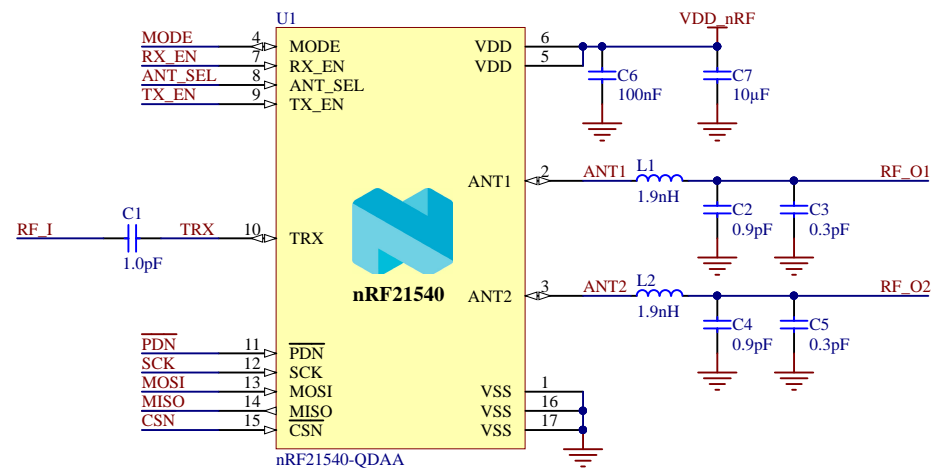 U1
VDD_nRF
MODE 4 MODE
RX_EN 7 RX_EN
ANT_SEL 8 ANT_SEL
TX_EN 9 TX_EN
VDD 6
VDD 5
C6
100nF
C7
10µF
ANT1 2 ANT1 L1 RF_O1
1.9nH
C2
0.9pF
C3
0.3pF
C1
RF_I TRX 10 TRX
1.0pF
nRF21540
ANT2 3 ANT2 L2 RF_O2
1.9nH
C4
0.9pF
C5
0.3pF
PDN 11 PDN
SCK 12 SCK
MOSI 13 MOSI
MISO 14 MISO
CSN 15 CSN
VSS 1
VSS 16
VSS 17
nRF21540-QDAA